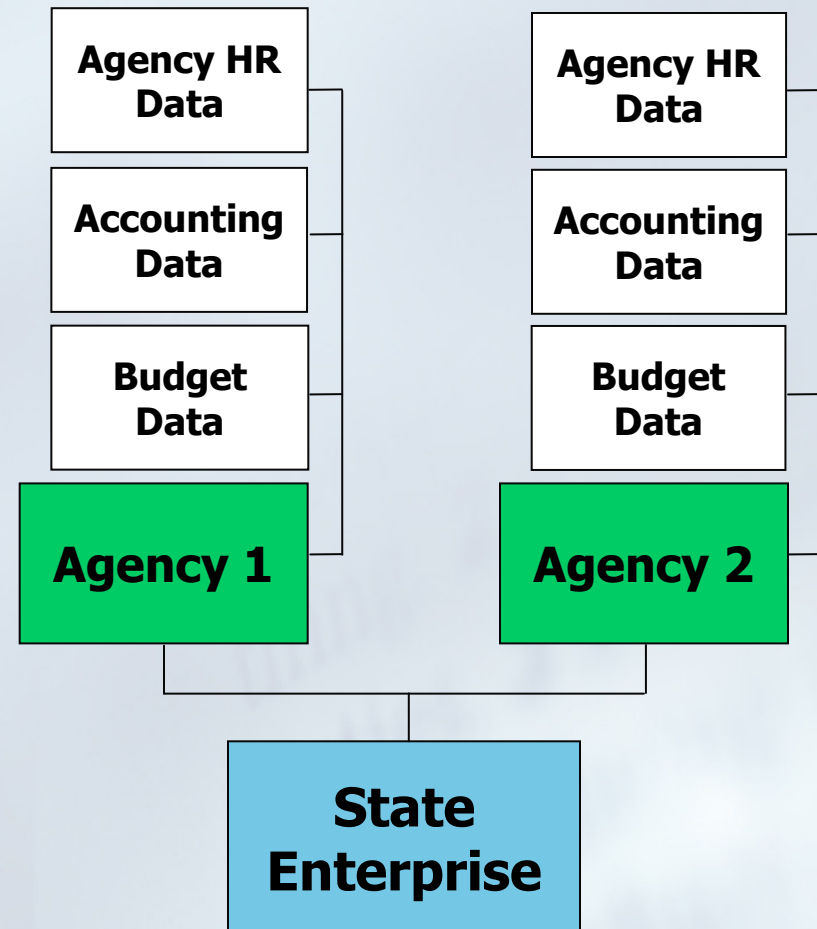 Agency HR
Data
Accounting
Data
Budget
Data
Agency 1
Agency HR
Data
Accounting
Data
Budget
Data
Agency 2
State
Enterprise